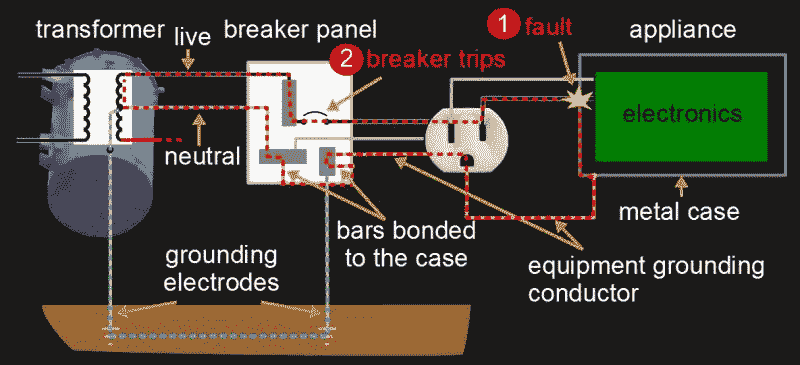 transformer
live
breaker panel
1 fault
appliance
2 breaker trips
electronics
neutral
metal case
bars bonded
to the case
grounding
electrodes
equipment grounding
conductor